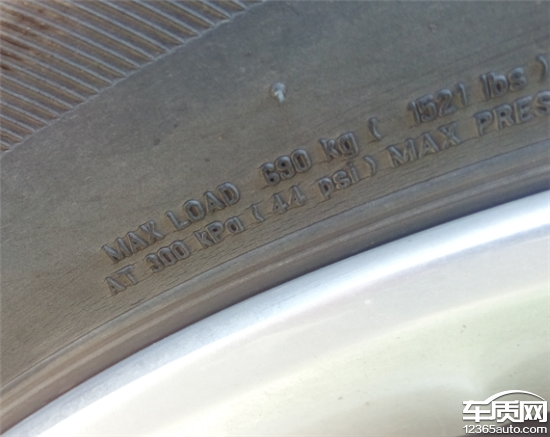 MAX LOAD 690 kg ( 1521 lbs )
AT 300 kPa ( 44 psi ) MAX PRES
车质网
12365auto.com